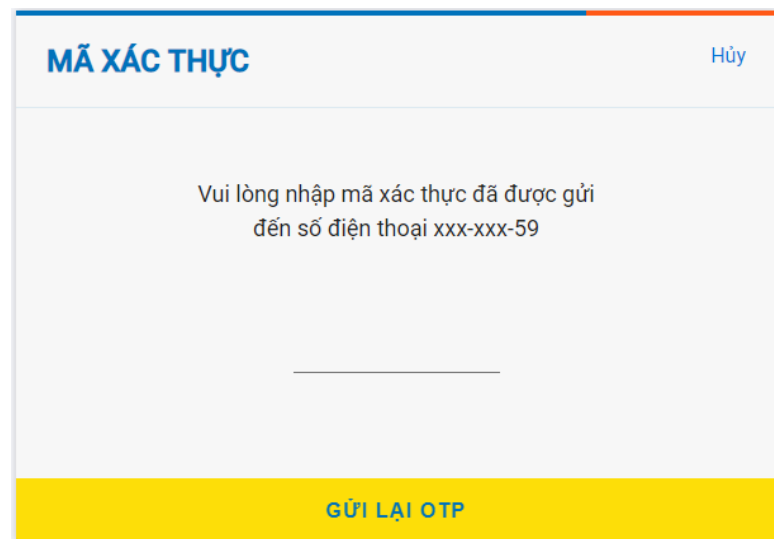 MÃ XÁC THỰC
Hủy
Vui lòng nhập mã xác thực đã được gửi
đến số điện thoại xxx-xxx-59
GỬI LẠI OTP